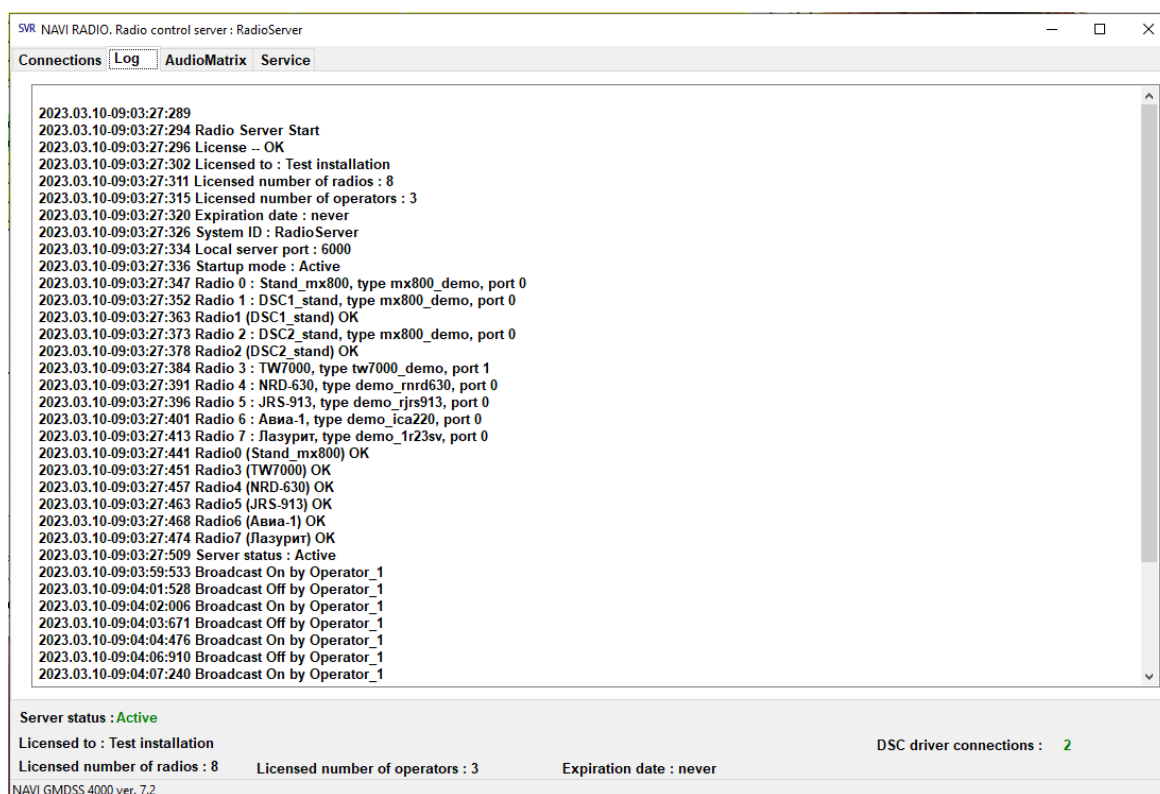 SVR NAVI RADIO. Radio control server : RadioServer
Connections Log AudioMatrix Service
2023.03.10-09:03:27:289
2023.03.10-09:03:27:294 Radio Server Start
2023.03.10-09:03:27:296 License -- OK
2023.03.10-09:03:27:302 Licensed to : Test installation
2023.03.10-09:03:27:311 Licensed number of radios : 8
2023.03.10-09:03:27:315 Licensed number of operators : 3
2023.03.10-09:03:27:320 Expiration date : never
2023.03.10-09:03:27:326 System ID : RadioServer
2023.03.10-09:03:27:334 Local server port : 6000
2023.03.10-09:03:27:336 Startup mode : Active
2023.03.10-09:03:27:347 Radio 0 : Stand_mx800, type mx800_demo, port 0
2023.03.10-09:03:27:352 Radio 1 : DSC1_stand, type mx800_demo, port 0
2023.03.10-09:03:27:363 Radio1 (DSC1_stand) OK
2023.03.10-09:03:27:373 Radio 2 : DSC2_stand, type mx800_demo, port 0
2023.03.10-09:03:27:378 Radio2 (DSC2_stand) OK
2023.03.10-09:03:27:384 Radio 3 : TW7000, type tw7000_demo, port 1
2023.03.10-09:03:27:391 Radio 4 : NRD-630, type demo_rnrd630, port 0
2023.03.10-09:03:27:396 Radio 5 : JRS-913, type demo_rjrs913, port 0
2023.03.10-09:03:27:401 Radio 6 : Авиа-1, type demo_ica220, port 0
2023.03.10-09:03:27:413 Radio 7 : Лазурит, type demo_1r23sv, port 0
2023.03.10-09:03:27:441 Radio0 (Stand_mx800) OK
2023.03.10-09:03:27:451 Radio3 (TW7000) OK
2023.03.10-09:03:27:457 Radio4 (NRD-630) OK
2023.03.10-09:03:27:463 Radio5 (JRS-913) OK
2023.03.10-09:03:27:468 Radio6 (Авиа-1) OK
2023.03.10-09:03:27:474 Radio7 (Лазурит) OK
2023.03.10-09:03:27:509 Server status : Active
2023.03.10-09:03:59:533 Broadcast On by Operator_1
2023.03.10-09:04:01:528 Broadcast Off by Operator_1
2023.03.10-09:04:02:006 Broadcast On by Operator_1
2023.03.10-09:04:03:671 Broadcast Off by Operator_1
2023.03.10-09:04:04:476 Broadcast On by Operator_1
2023.03.10-09:04:06:910 Broadcast Off by Operator_1
2023.03.10-09:04:07:240 Broadcast On by Operator_1
Server status : Active
Licensed to : Test installation
DSC driver connections : 2
Licensed number of radios : 8 Licensed number of operators : 3 Expiration date : never
NAVI GMDSS 4000 ver. 7.2